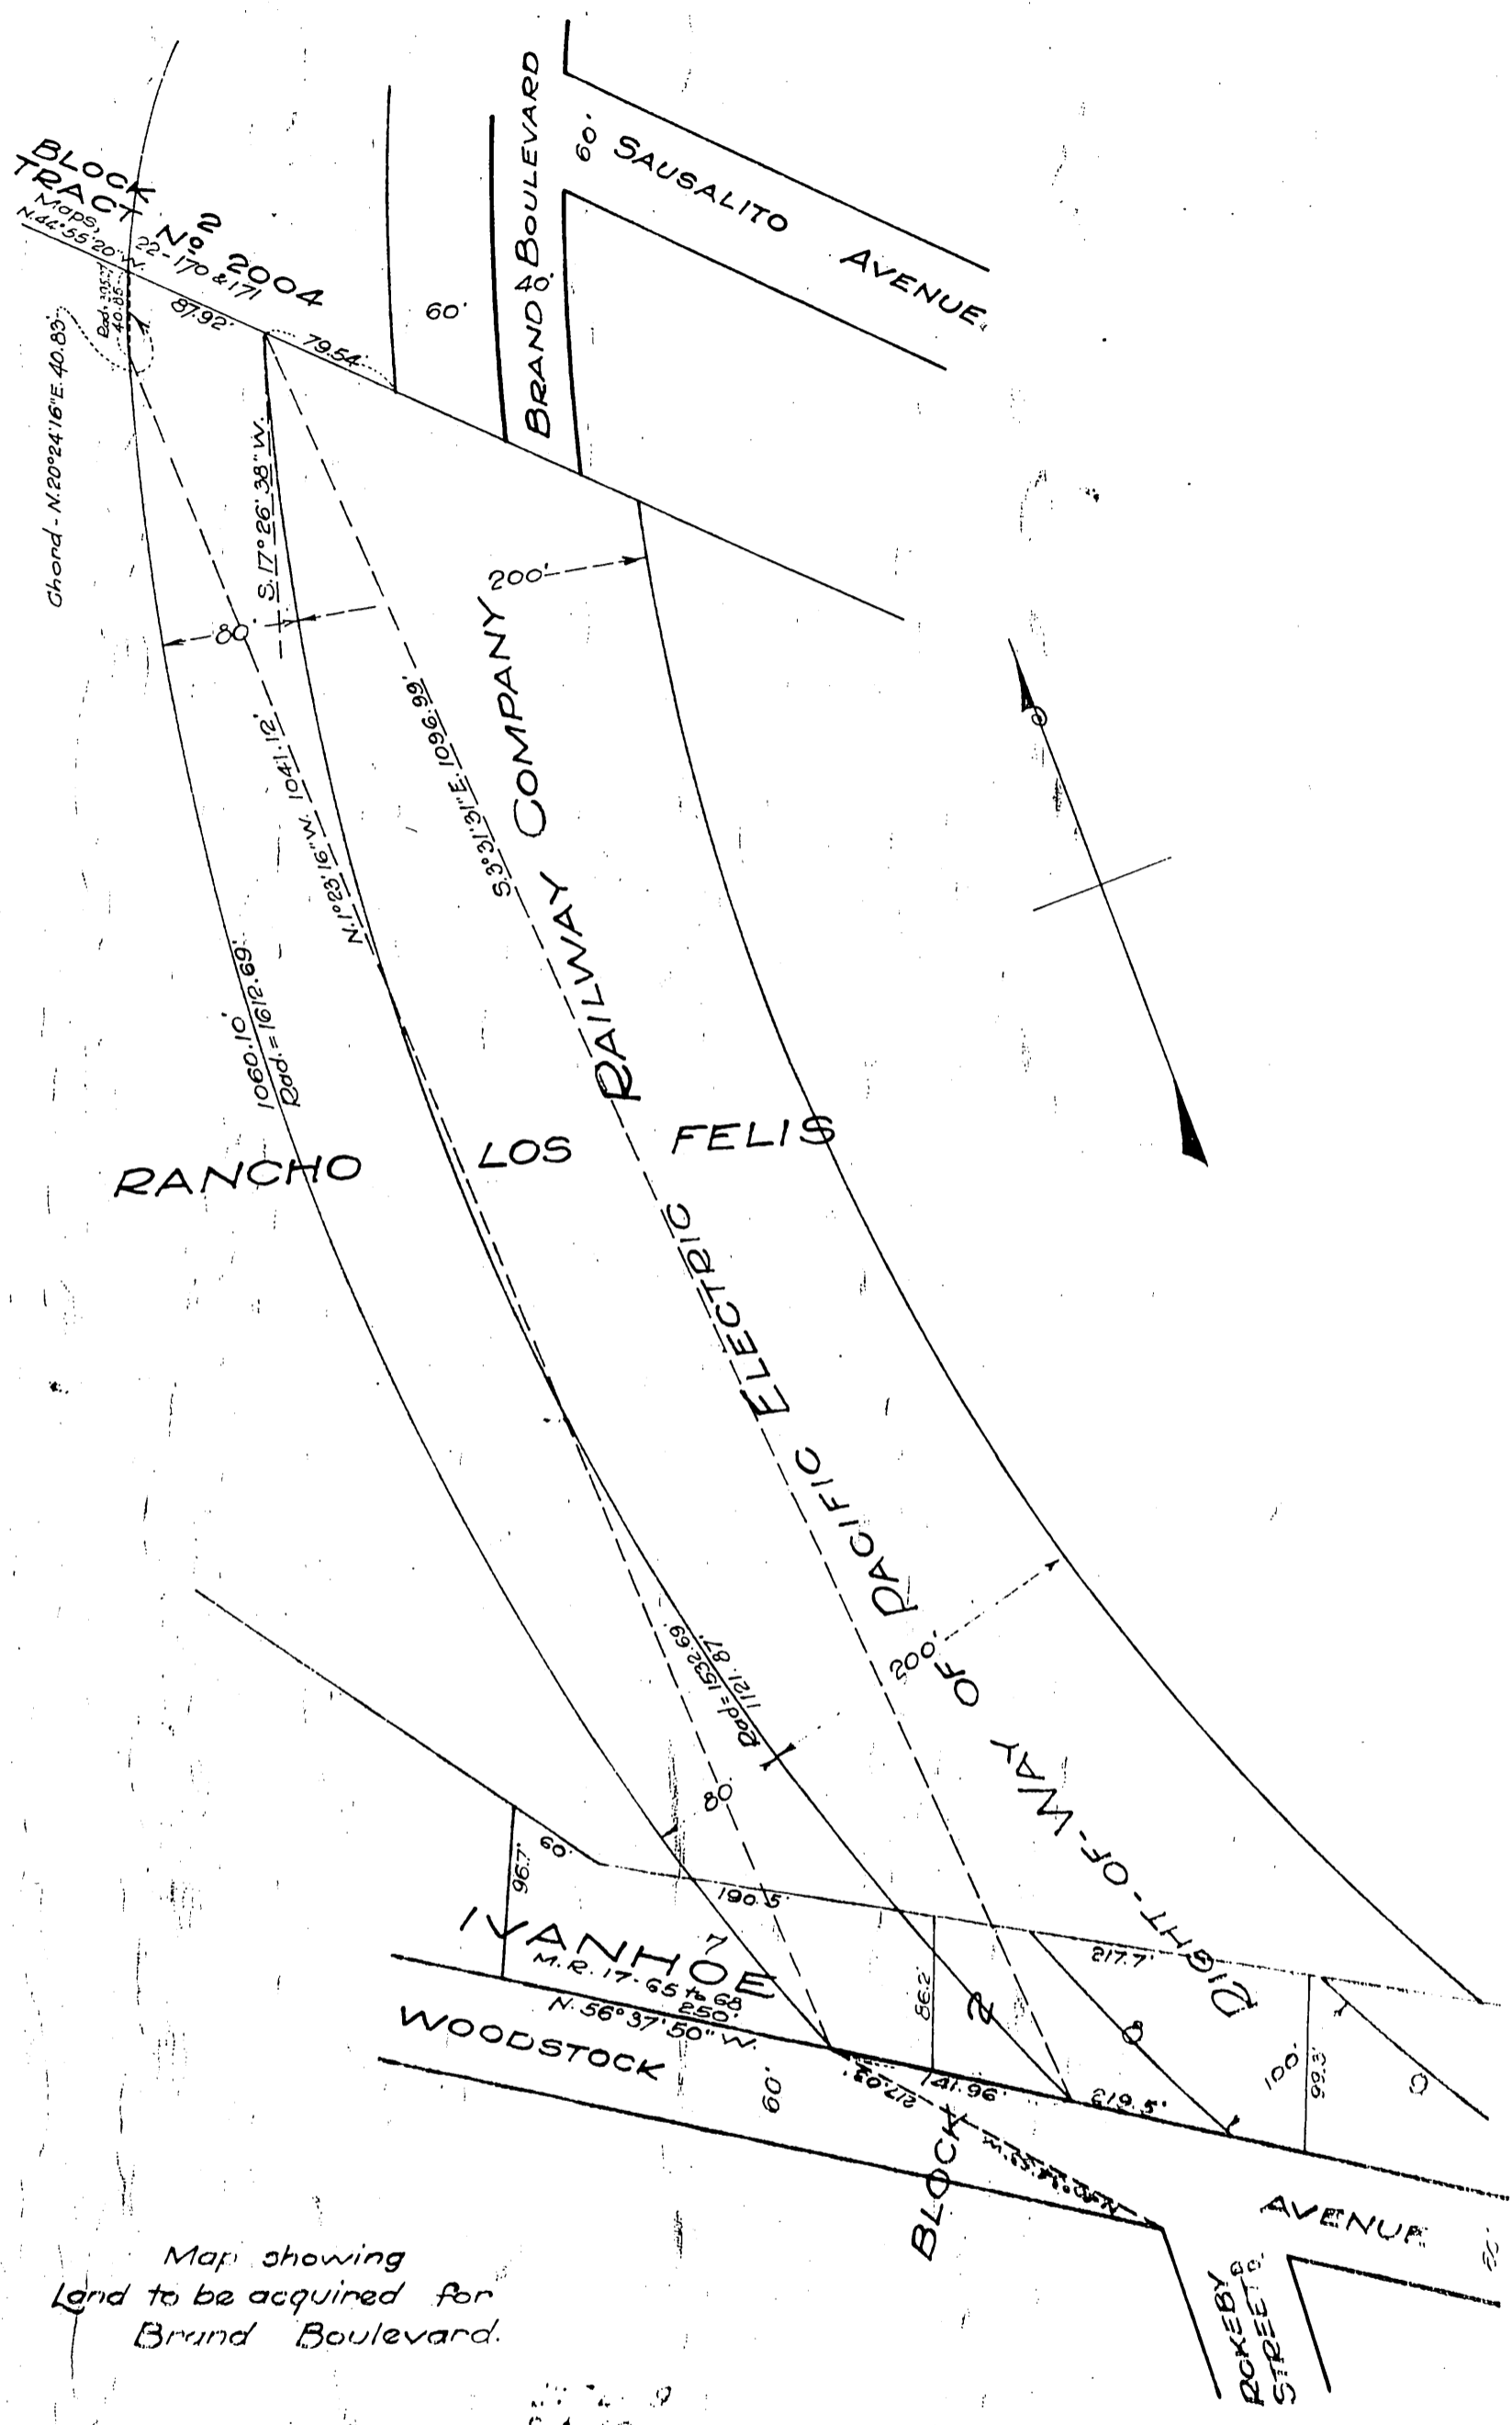 BLOCK 2
TRACT Nº 2004
Maps, 22-170 & 171
N.44°55'20"W.
40.85
87.92'
79.54'
Chord - N.20°24'16"E. 40.83'
60'
BRAND BOULEVARD
40'
60' SAUSALITO AVENUE
S.17°26'38"W.
80'
200'
N.1°23'16"W. 1041.12'
S.3°31'31"E. 1096.99'
1060.10'
Rad.=1612.69'
RANCHO LOS FELIS
RIGHT-OF-WAY OF PACIFIC ELECTRIC RAILWAY COMPANY
Rad=1532.69'
1121.87'
200'
80'
96.7'
60'
190.5'
IVANHOE
7
M.R. 17-65 to 68
250'
N.56°37'50"W.
WOODSTOCK AVENUE
60'
86.2'
217.7'
100'
99.3'
141.96'
219.5'
217.03'
BLOCK
ROKEBY
STREET
Map showing
Land to be acquired for
Brand Boulevard.